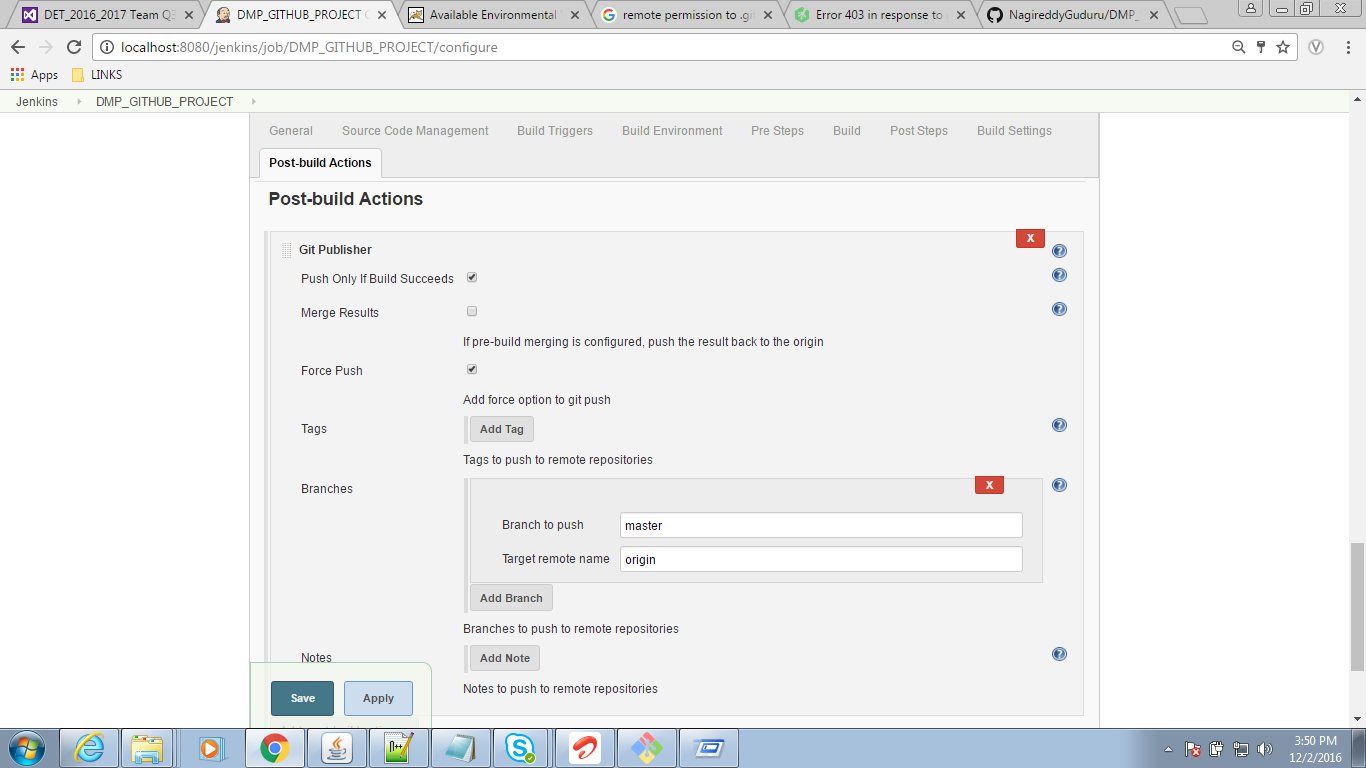 DET_2016_2017 Team Q3
DMP_GITHUB_PROJECT C
Available Environmental
remote permission to .gi
Error 403 in response to
NagireddyGuduru/DMP_
localhost:8080/jenkins/job/DMP_GITHUB_PROJECT/configure
Apps
LINKS
Jenkins
DMP_GITHUB_PROJECT
General Source Code Management Build Triggers Build Environment Pre Steps Build Post Steps Build Settings
Post-build Actions
Post-build Actions
X
Git Publisher
Push Only If Build Succeeds
Merge Results
If pre-build merging is configured, push the result back to the origin
Force Push
Add force option to git push
Tags
Add Tag
Tags to push to remote repositories
Branches
X
Branch to push master
Target remote name origin
Add Branch
Branches to push to remote repositories
Notes
Add Note
Notes to push to remote repositories
Save
Apply
3:50 PM
12/2/2016